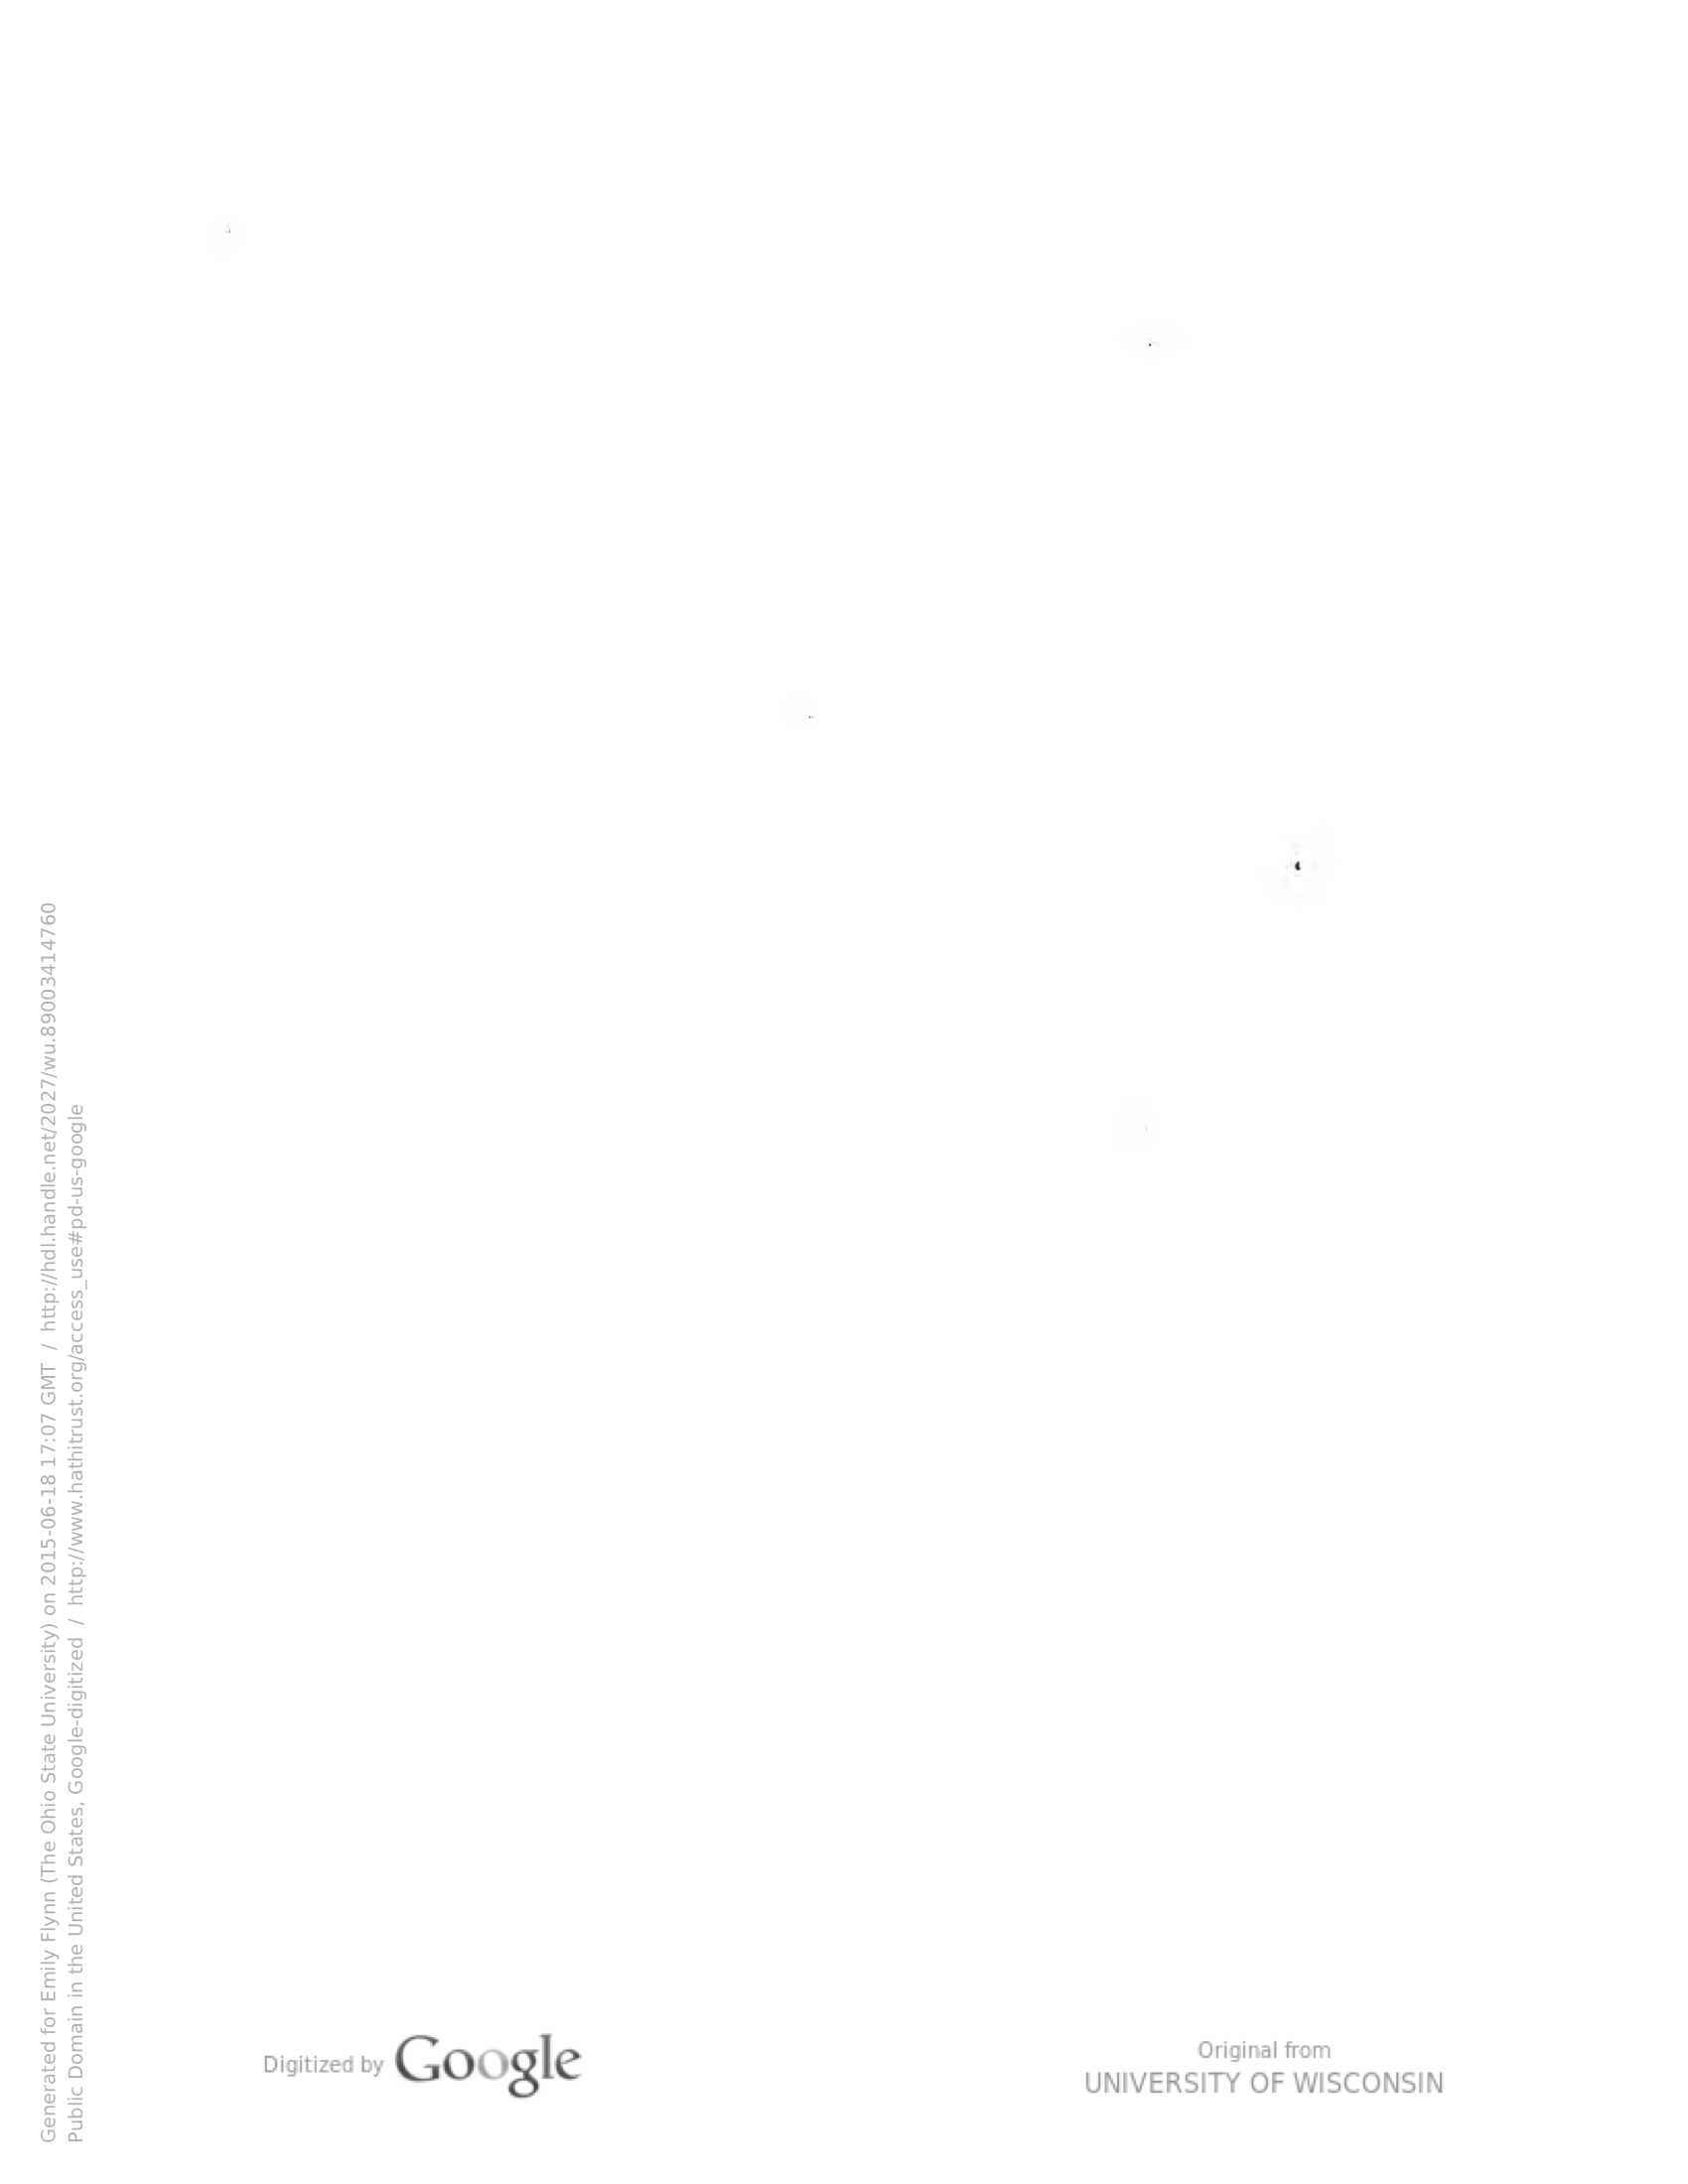 Generated for Emily Flynn (The Ohio State University) on 2015-06-18 17:07 GMT / http://hdl.handle.net/2027/wu.89003414760
Public Domain in the United States, Google-digitized / http://www.hathitrust.org/access_use#pd-us-google
Digitized by Google
Original from
UNIVERSITY OF WISCONSIN